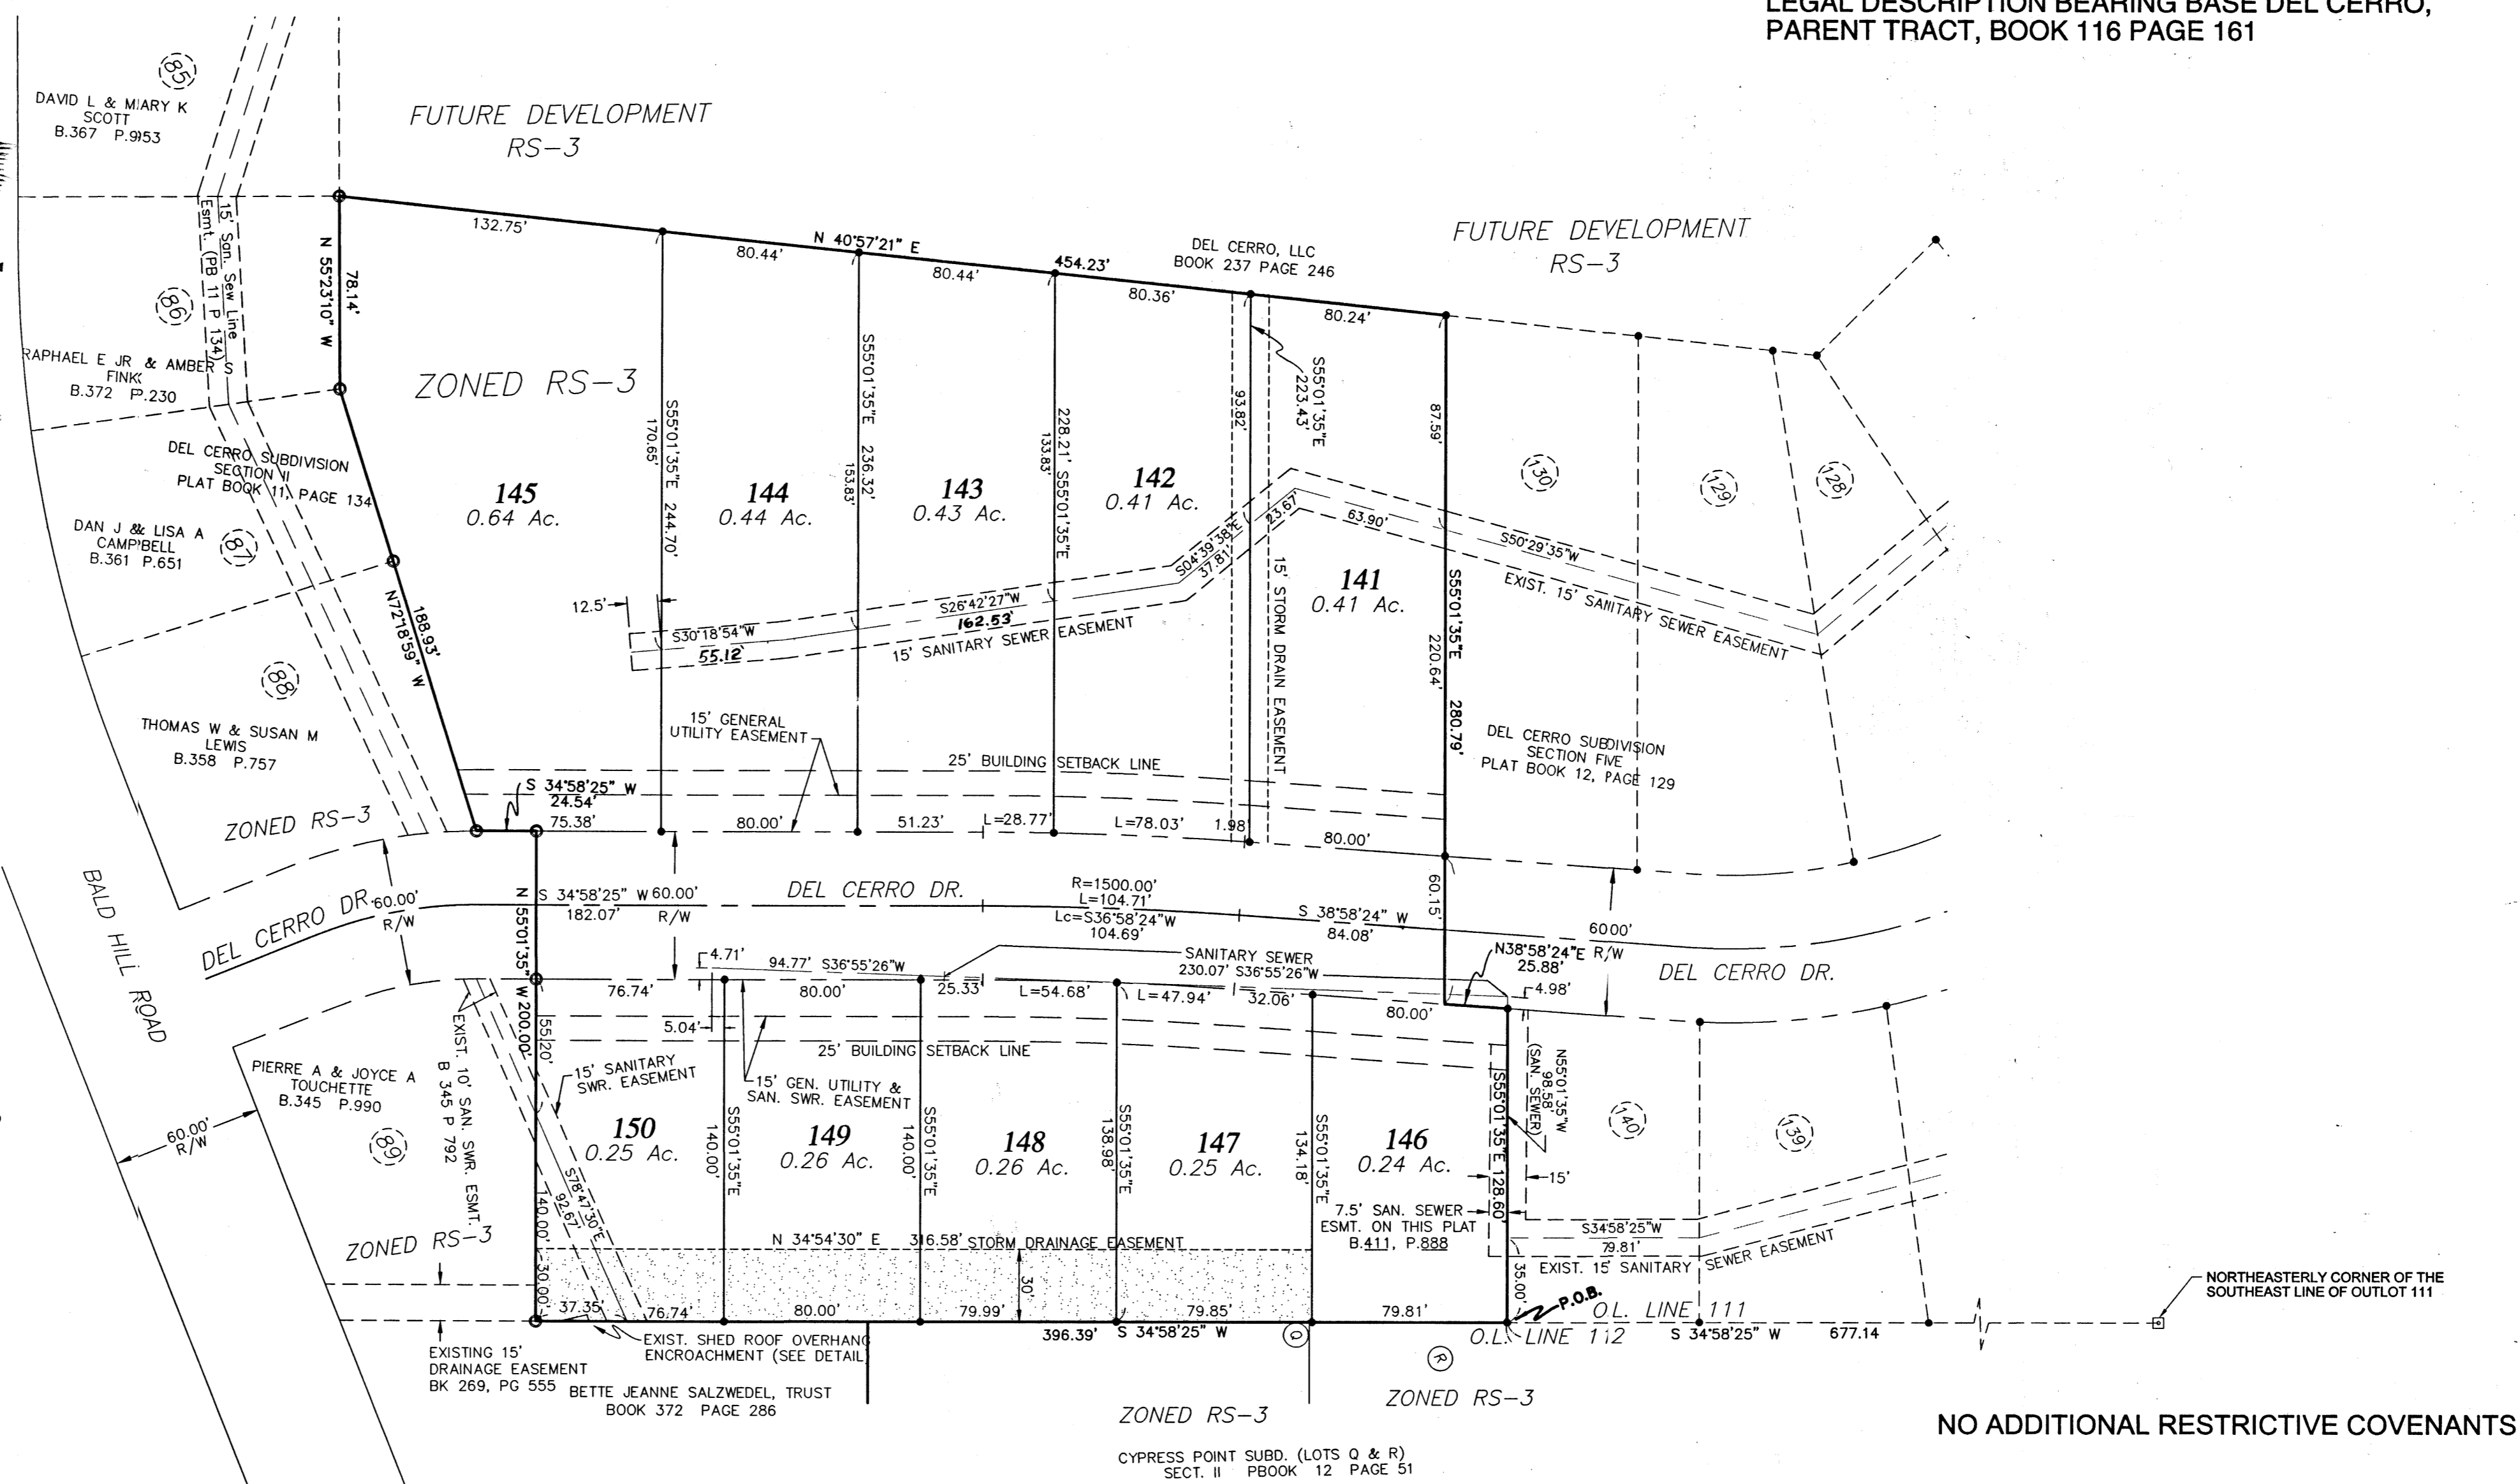 LEGAL DESCRIPTION BEARING BASE DEL CERRO,
PARENT TRACT, BOOK 116 PAGE 161
85
DAVID L & MARY K
SCOTT
B.367 P.953
FUTURE DEVELOPMENT
RS-3
15' San. Sew Line
Esmt. (PB 11 P 134)
N 55°23'10" W
78.14'
132.75'
80.44'
N 40°57'21" E
80.44'
454.23'
80.36'
DEL CERRO, LLC
BOOK 237 PAGE 246
80.24'
FUTURE DEVELOPMENT
RS-3
86
RAPHAEL E JR & AMBER S
FINK
B.372 P.230
ZONED RS-3
DEL CERRO SUBDIVISION
SECTION II
PLAT BOOK 11, PAGE 134
DAN J & LISA A
CAMPBELL
B.361 P.651
87
88
THOMAS W & SUSAN M
LEWIS
B.358 P.757
ZONED RS-3
188.93'
N72°18'59" W
145
0.64 Ac.
S55°01'35"E 244.70'
170.65'
144
0.44 Ac.
S55°01'35"E 236.32'
153.83'
143
0.43 Ac.
228.21' S55°01'35"E
133.83'
142
0.41 Ac.
93.82'
S55°01'35"E
223.43'
141
0.41 Ac.
87.59'
S55°01'35"E 280.79'
220.64'
130
129
128
12.5'
S30°18'54"W
55.12'
S26°42'27"W
162.53'
15' SANITARY SEWER EASEMENT
S04°39'38"E
37.81'
23.67'
63.90'
S50°29'35"W
EXIST. 15' SANITARY SEWER EASEMENT
15' STORM DRAIN EASEMENT
15' GENERAL
UTILITY EASEMENT
25' BUILDING SETBACK LINE
DEL CERRO SUBDIVISION
SECTION FIVE
PLAT BOOK 12, PAGE 129
S 34°58'25" W
24.54'
75.38'
80.00'
51.23'
L=28.77'
L=78.03'
1.98'
80.00'
BALD HILL ROAD
DEL CERRO DR.
60.00'
R/W
N 55°01'35" W 200.00'
S 34°58'25" W
182.07'
60.00'
R/W
DEL CERRO DR.
R=1500.00'
L=104.71'
Lc=S36°58'24"W
104.69'
S 38°58'24" W
84.08'
60.15'
6000'
R/W
N38°58'24"E
25.88'
DEL CERRO DR.
4.71'
94.77' S36°55'26"W
SANITARY SEWER
230.07' S36°55'26"W
4.98'
76.74'
80.00'
25.33'
L=54.68'
L=47.94'
32.06'
80.00'
5.04'
55.20'
25' BUILDING SETBACK LINE
15' SANITARY
SWR. EASEMENT
15' GEN. UTILITY &
SAN. SWR. EASEMENT
EXIST. 10' SAN. SWR. ESMT.
B 345 P 792
PIERRE A & JOYCE A
TOUCHETTE
B.345 P.990
89
60.00'
R/W
ZONED RS-3
150
0.25 Ac.
S55°01'35"E
140.00'
149
0.26 Ac.
S55°01'35"E
140.00'
148
0.26 Ac.
S55°01'35"E
138.98'
147
0.25 Ac.
S55°01'35"E
134.18'
146
0.24 Ac.
S55°01'35"E 128.60'
N55°01'35"W
98.58'
(SAN. SEWER)
15'
140
139
7.5' SAN. SEWER
ESMT. ON THIS PLAT
B.411, P.888
S78°47'30"E
92.67'
140.00'
30.00'
N 34°54'30" E 316.58' STORM DRAINAGE EASEMENT
30'
S34°58'25"W
79.81'
EXIST. 15' SANITARY SEWER EASEMENT
35.00'
37.35'
76.74'
80.00'
79.99'
79.85'
79.81'
P.O.B.
O.L. LINE 111
O.L. LINE 112
S 34°58'25" W 677.14
396.39' S 34°58'25" W
Q
R
NORTHEASTERLY CORNER OF THE
SOUTHEAST LINE OF OUTLOT 111
EXIST. SHED ROOF OVERHANG
ENCROACHMENT (SEE DETAIL
EXISTING 15'
DRAINAGE EASEMENT
BK 269, PG 555
BETTE JEANNE SALZWEDEL, TRUST
BOOK 372 PAGE 286
ZONED RS-3
ZONED RS-3
CYPRESS POINT SUBD. (LOTS Q & R)
SECT. II PBOOK 12 PAGE 51
NO ADDITIONAL RESTRICTIVE COVENANTS